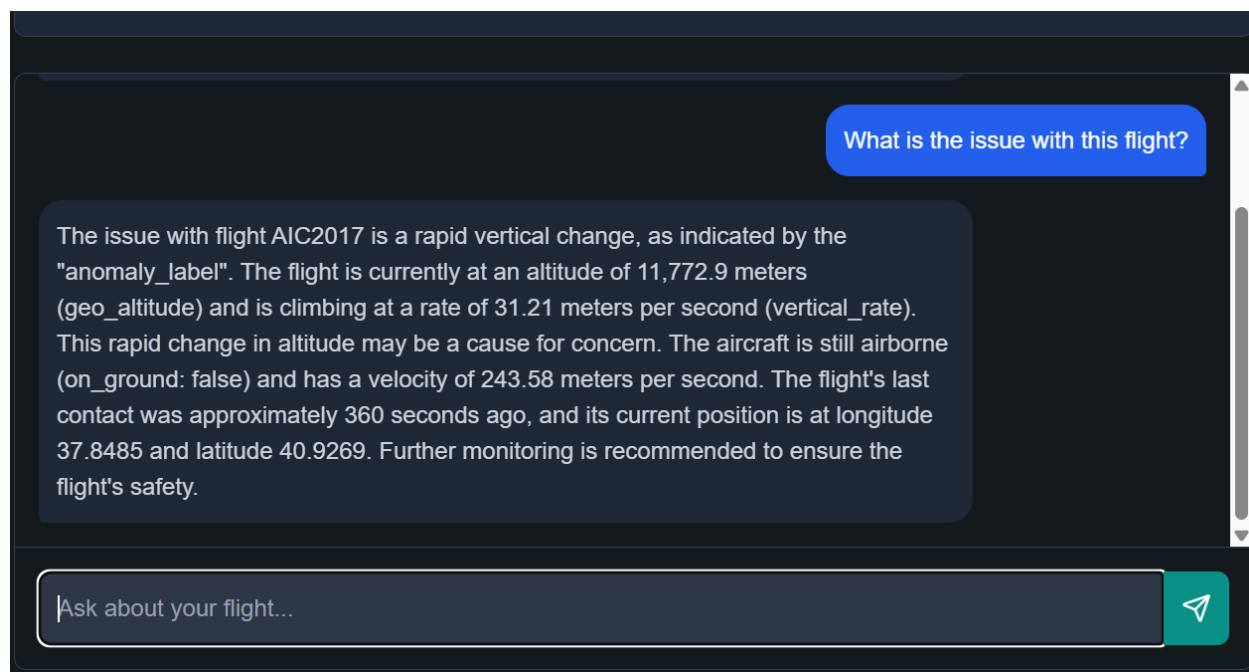 What is the issue with this flight?
The issue with flight AIC2017 is a rapid vertical change, as indicated by the
"anomaly_label". The flight is currently at an altitude of 11,772.9 meters
(geo_altitude) and is climbing at a rate of 31.21 meters per second (vertical_rate).
This rapid change in altitude may be a cause for concern. The aircraft is still airborne
(on_ground: false) and has a velocity of 243.58 meters per second. The flight's last
contact was approximately 360 seconds ago, and its current position is at longitude
37.8485 and latitude 40.9269. Further monitoring is recommended to ensure the
flight's safety.
Ask about your flight...